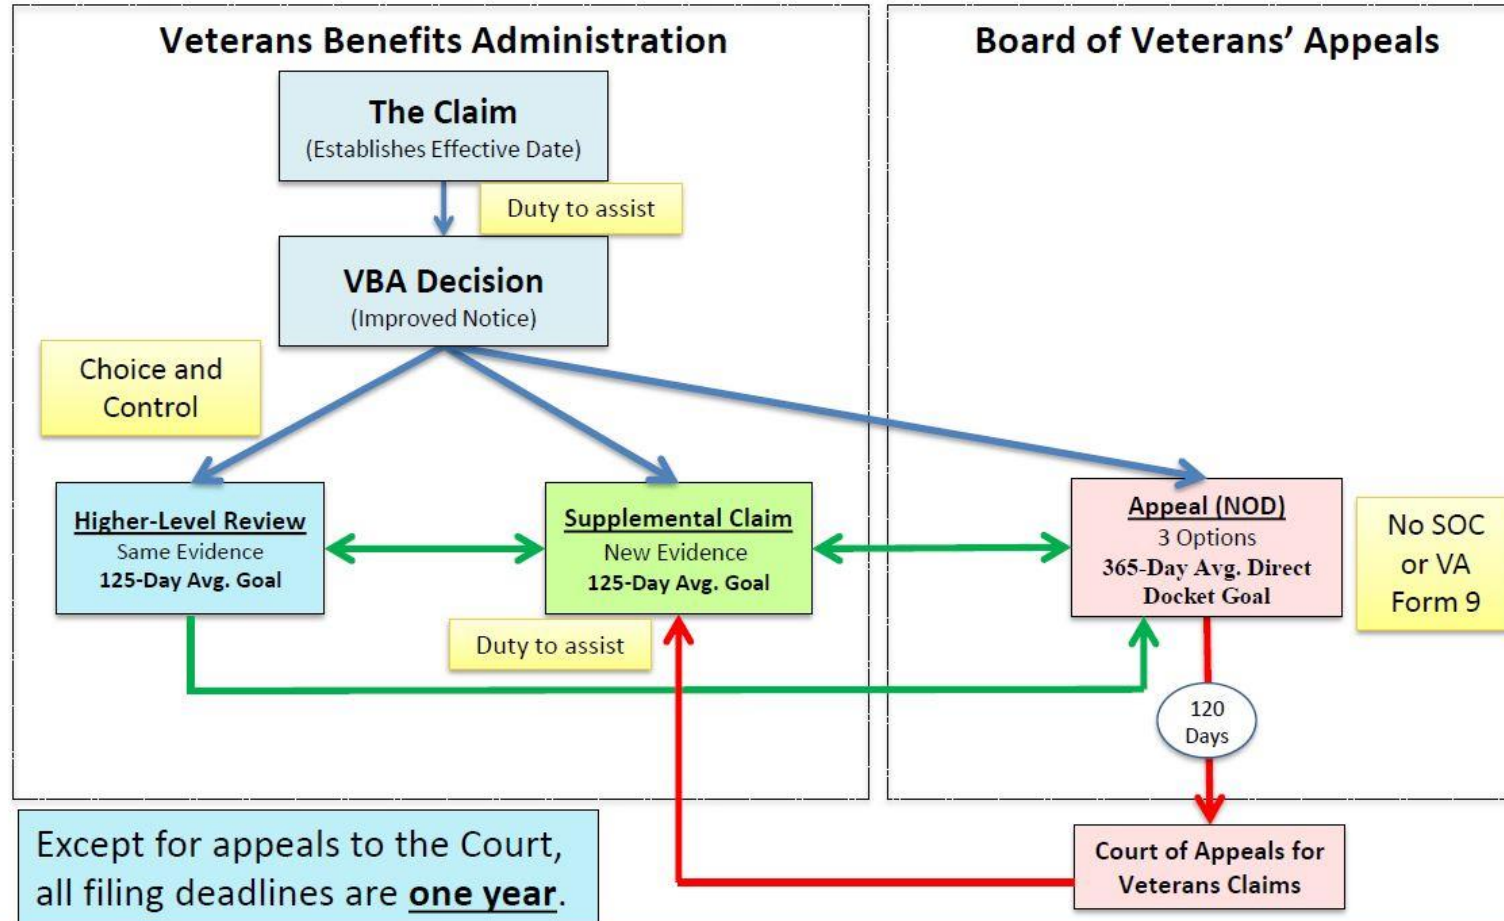 Veterans Benefits Administration
Board of Veterans’ Appeals
The Claim
(Establishes Effective Date)
Duty to assist
VBA Decision
(Improved Notice)
Choice and
Control
Higher-Level Review
Same Evidence
125-Day Avg. Goal
Supplemental Claim
New Evidence
125-Day Avg. Goal
Appeal (NOD)
3 Options
365-Day Avg. Direct
Docket Goal
No SOC
or VA
Form 9
Duty to assist
120
Days
Except for appeals to the Court,
all filing deadlines are one year.
Court of Appeals for
Veterans Claims